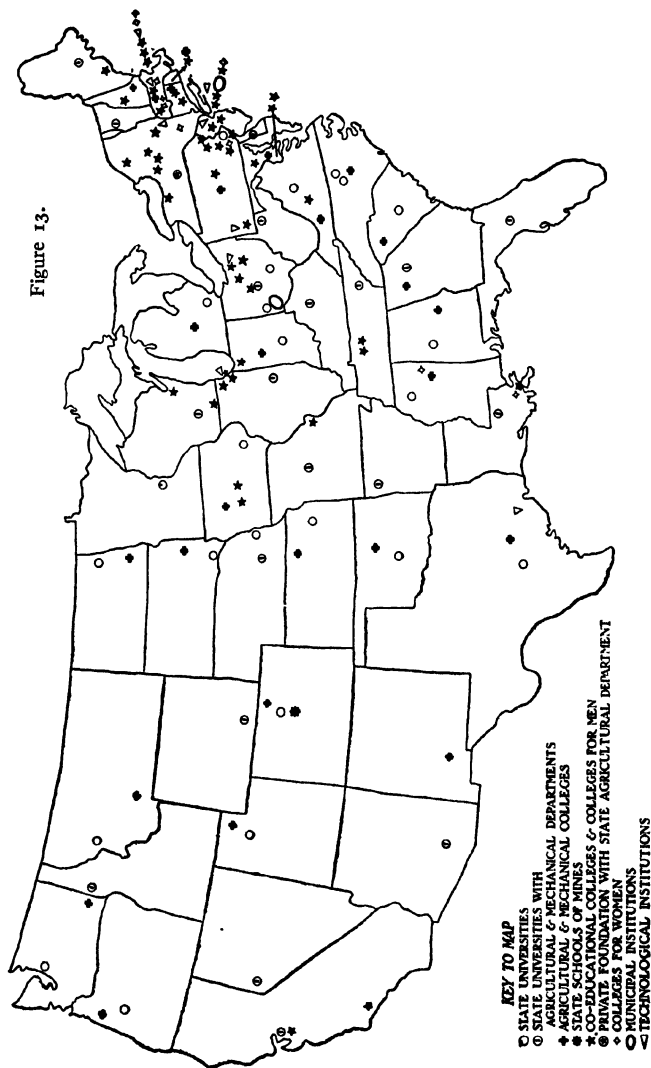 Figure 13.
KEY TO MAP
STATE UNIVERSITIES
STATE UNIVERSITIES WITH
AGRICULTURAL & MECHANICAL DEPARTMENTS
AGRICULTURAL & MECHANICAL COLLEGES
STATE SCHOOLS OF MINES
CO-EDUCATIONAL COLLEGES & COLLEGES FOR MEN
PRIVATE FOUNDATION WITH STATE AGRICULTURAL DEPARTMENT
COLLEGES FOR WOMEN
MUNICIPAL INSTITUTIONS
TECHNOLOGICAL INSTITUTIONS